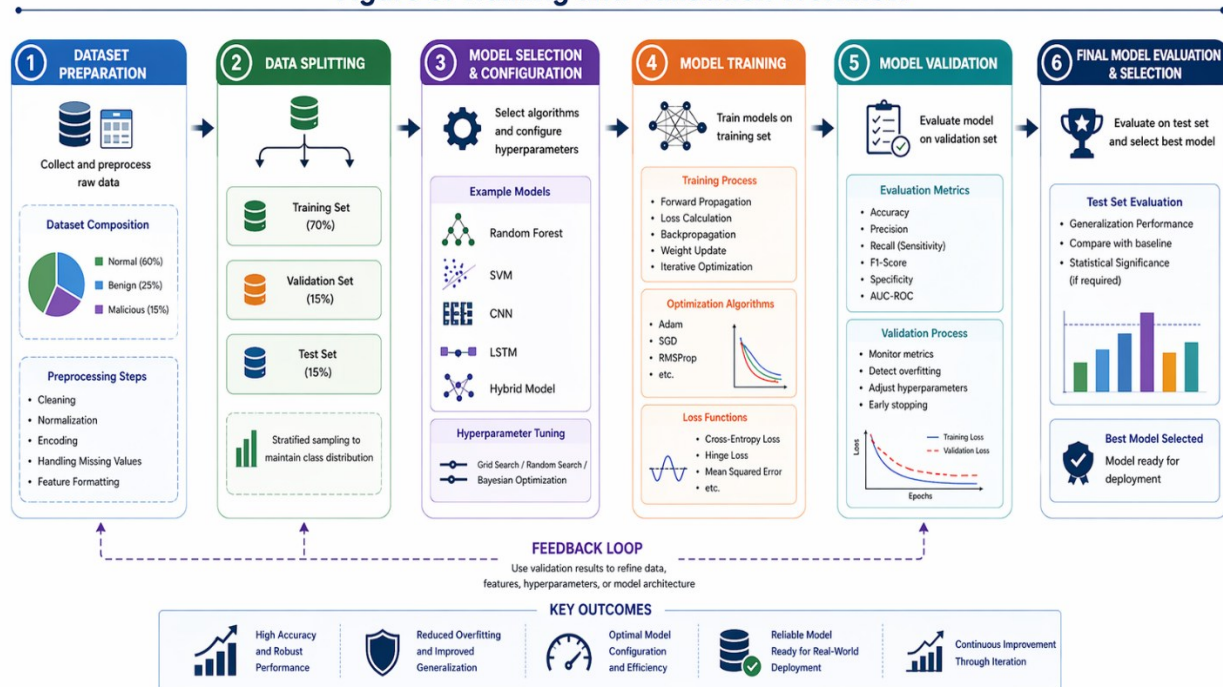 1
DATASET
PREPARATION
Collect and preprocess
raw data
Dataset Composition
Normal (60%)
Benign (25%)
Malicious (15%)
Preprocessing Steps
• Cleaning
• Normalization
• Encoding
• Handling Missing Values
• Feature Formatting
2
DATA SPLITTING
Training Set
(70%)
Validation Set
(15%)
Test Set
(15%)
Stratified sampling to
maintain class distribution
3
MODEL SELECTION
& CONFIGURATION
Select algorithms
and configure
hyperparameters
Example Models
Random Forest
SVM
CNN
LSTM
Hybrid Model
Hyperparameter Tuning
Grid Search / Random Search /
Bayesian Optimization
4
MODEL TRAINING
Train models on
training set
Training Process
• Forward Propagation
• Loss Calculation
• Backpropagation
• Weight Update
• Iterative Optimization
Optimization Algorithms
• Adam
• SGD
• RMSProp
• etc.
Loss Functions
• Cross-Entropy Loss
• Hinge Loss
• Mean Squared Error
• etc.
5
MODEL VALIDATION
Evaluate model
on validation set
Evaluation Metrics
• Accuracy
• Precision
• Recall (Sensitivity)
• F1-Score
• Specificity
• AUC-ROC
Validation Process
• Monitor metrics
• Detect overfitting
• Adjust hyperparameters
• Early stopping
Loss
Training Loss
Validation Loss
Epochs
6
FINAL MODEL EVALUATION
& SELECTION
Evaluate on test set
and select best model
Test Set Evaluation
• Generalization Performance
• Compare with baseline
• Statistical Significance
(if required)
Best Model Selected
Model ready for
deployment
FEEDBACK LOOP
Use validation results to refine data,
features, hyperparameters, or model architecture
KEY OUTCOMES
High Accuracy
and Robust
Performance
Reduced Overfitting
and Improved
Generalization
Optimal Model
Configuration
and Efficiency
Reliable Model
Ready for Real-World
Deployment
Continuous Improvement
Through Iteration